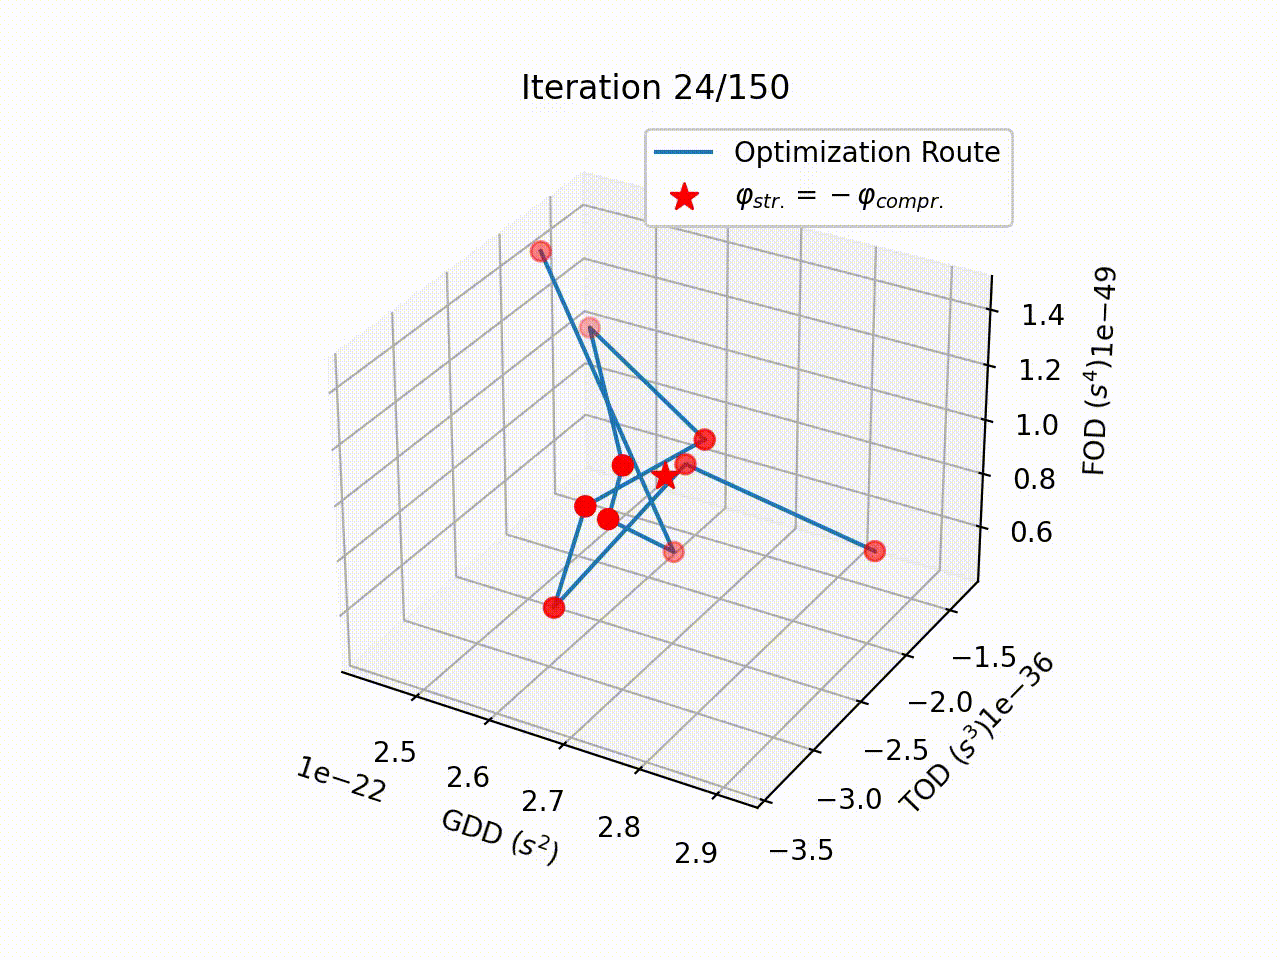 Iteration 24/150
Optimization Route
φstr. = − φcompr.
1.4
1.2
1.0
0.8
0.6
FOD (s⁴)1e−49
−1.5
−2.0
−2.5
−3.0
−3.5
TOD (s³)1e−36
2.5
2.6
2.7
2.8
2.9
1e−22
GDD (s²)